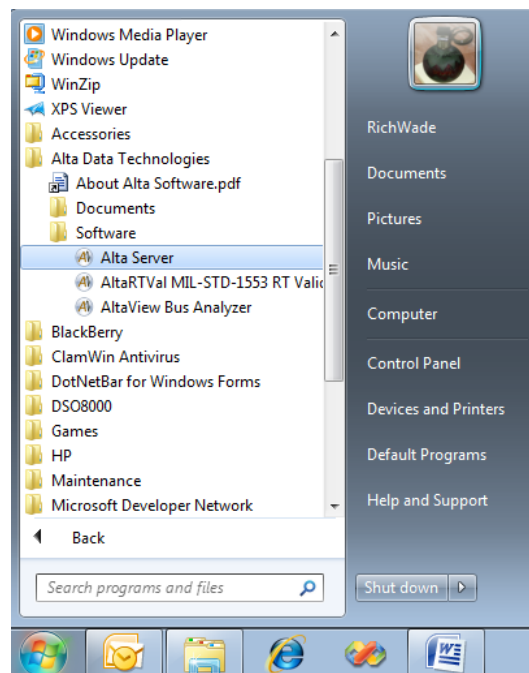 Windows Media Player
Windows Update
WinZip
XPS Viewer
Accessories
Alta Data Technologies
About Alta Software.pdf
Documents
Software
Alta Server
AltaRTVal MIL-STD-1553 RT Valid
AltaView Bus Analyzer
BlackBerry
ClamWin Antivirus
DotNetBar for Windows Forms
DSO8000
Games
HP
Maintenance
Microsoft Developer Network
Back
Search programs and files
RichWade
Documents
Pictures
Music
Computer
Control Panel
Devices and Printers
Default Programs
Help and Support
Shut down